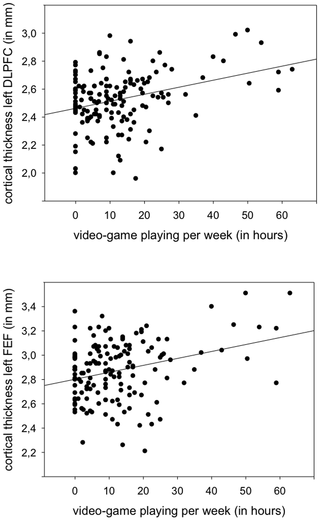 cortical thickness left DLPFC (in mm)
3,0
2,8
2,6
2,4
2,2
2,0
0 10 20 30 40 50 60
video-game playing per week (in hours)
cortical thickness left FEF (in mm)
3,4
3,2
3,0
2,8
2,6
2,4
2,2
0 10 20 30 40 50 60
video-game playing per week (in hours)